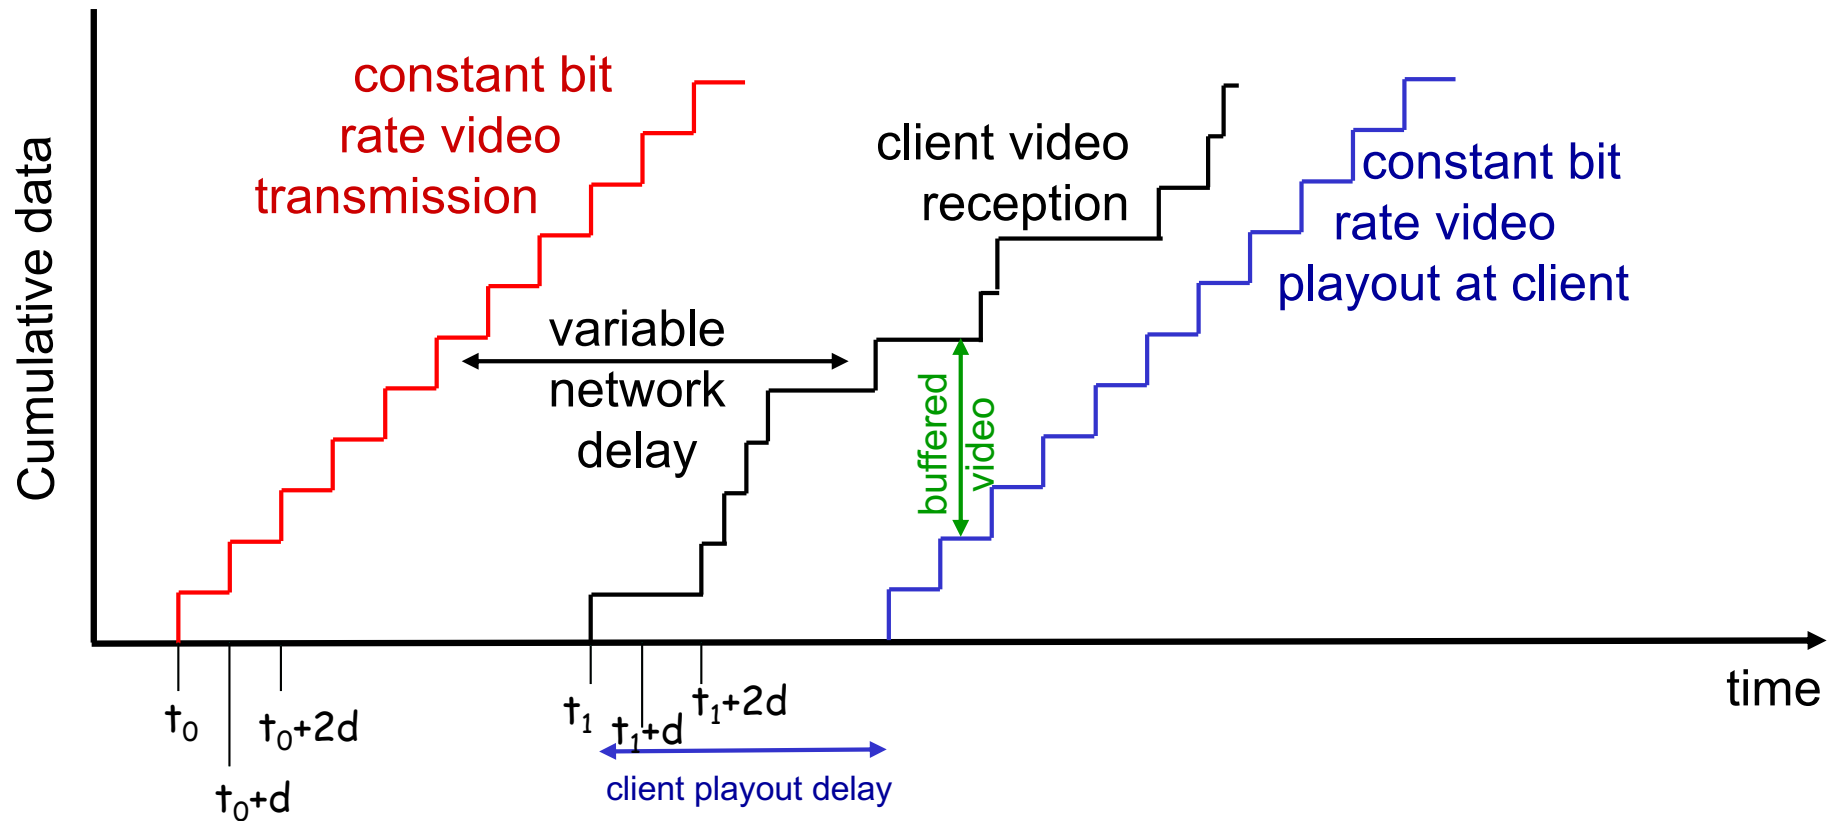 constant bit
rate video
transmission
client video
reception
constant bit
rate video
playout at client
Cumulative data
variable
network
delay
buffered
video
time
t₀
t₀+d
t₀+2d
t₁
t₁+d
t₁+2d
client playout delay